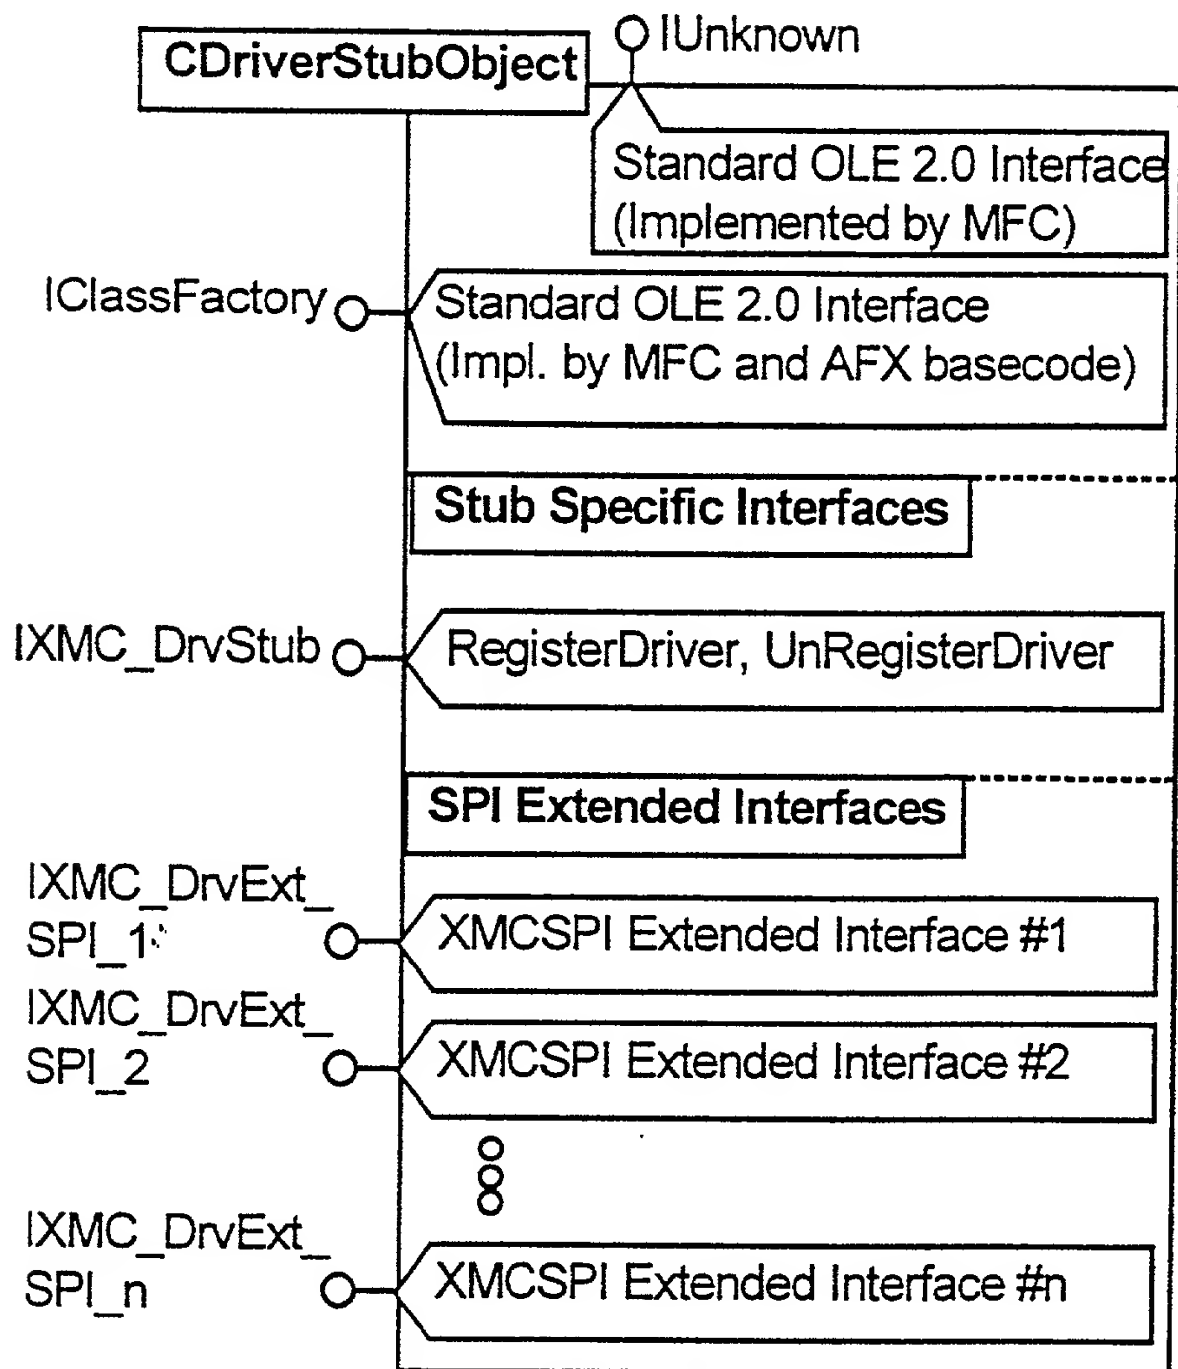 IUnknown
CDriverStubObject
Standard OLE 2.0 Interface
(Implemented by MFC)
IClassFactory
Standard OLE 2.0 Interface
(Impl. by MFC and AFX basecode)
Stub Specific Interfaces
IXMC_DrvStub
RegisterDriver, UnRegisterDriver
SPI Extended Interfaces
IXMC_DrvExt_
SPI_1
XMCSPI Extended Interface #1
IXMC_DrvExt_
SPI_2
XMCSPI Extended Interface #2
IXMC_DrvExt_
SPI_n
XMCSPI Extended Interface #n